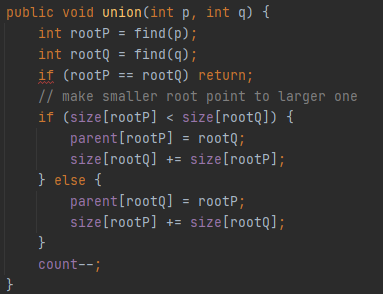 public void union(int p, int q) {
    int rootP = find(p);
    int rootQ = find(q);
    if (rootP == rootQ) return;
    // make smaller root point to larger one
    if (size[rootP] < size[rootQ]) {
        parent[rootP] = rootQ;
        size[rootQ] += size[rootP];
    } else {
        parent[rootQ] = rootP;
        size[rootP] += size[rootQ];
    }
    count--;
}